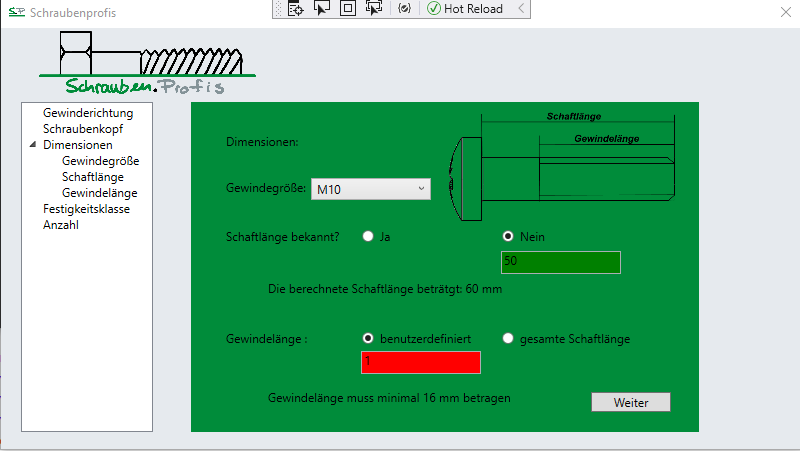 Schraubenprofis
Hot Reload
Schrauben.Profis
Gewinderichtung
Schraubenkopf
Dimensionen
Gewindegröße
Schaftlänge
Gewindelänge
Festigkeitsklasse
Anzahl
Schaftlänge
Gewindelänge
Dimensionen:
Gewindegröße: M10
Schaftlänge bekannt? Ja Nein
50
Die berechnete Schaftlänge beträtgt: 60 mm
Gewindelänge : benutzerdefiniert gesamte Schaftlänge
1
Gewindelänge muss minimal 16 mm betragen
Weiter